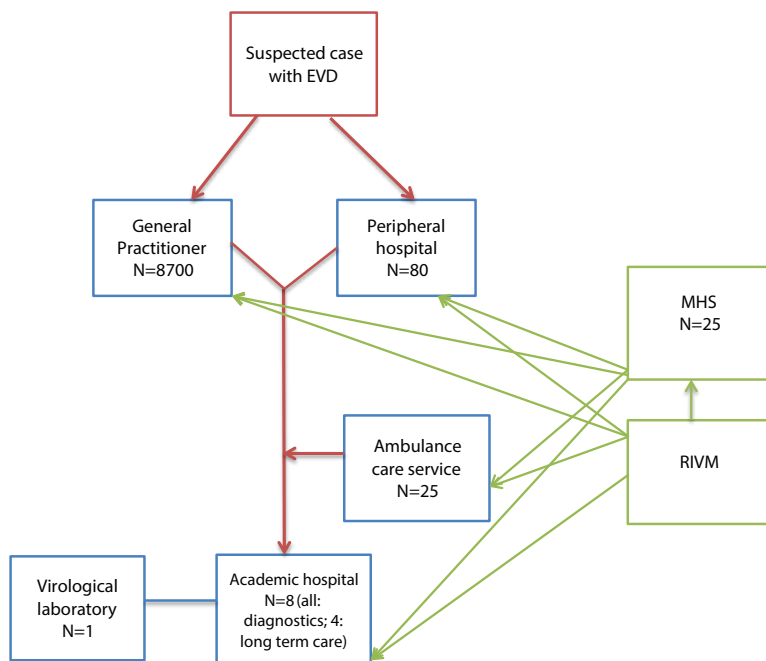 Suspected case
with EVD
General
Practitioner
N=8700
Peripheral
hospital
N=80
MHS
N=25
Ambulance
care service
N=25
RIVM
Virological
laboratory
N=1
Academic hospital
N=8 (all:
diagnostics; 4:
long term care)